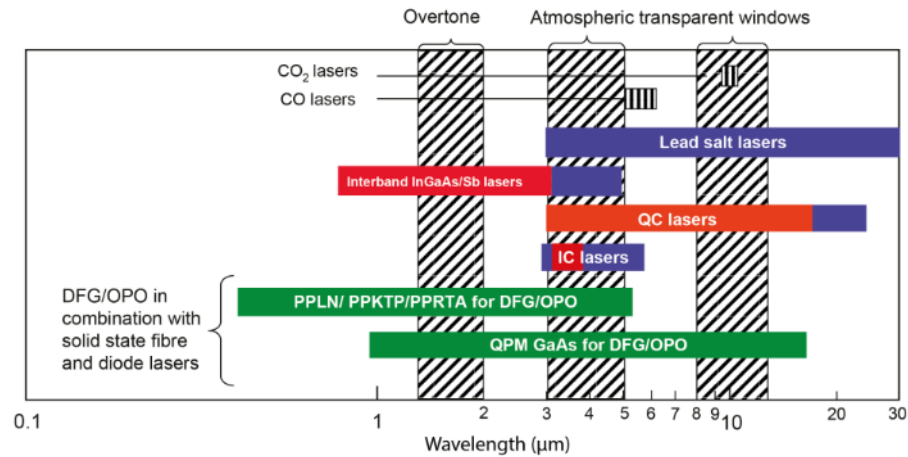 Overtone
Atmospheric transparent windows
CO₂ lasers
CO lasers
Lead salt lasers
Interband InGaAs/Sb lasers
QC lasers
IC lasers
DFG/OPO in
combination with
solid state fibre
and diode lasers
PPLN/ PPKTP/PPRTA for DFG/OPO
QPM GaAs for DFG/OPO
0.1
1
2
3
4
5
6
7
8
9
10
20
30
Wavelength (μm)